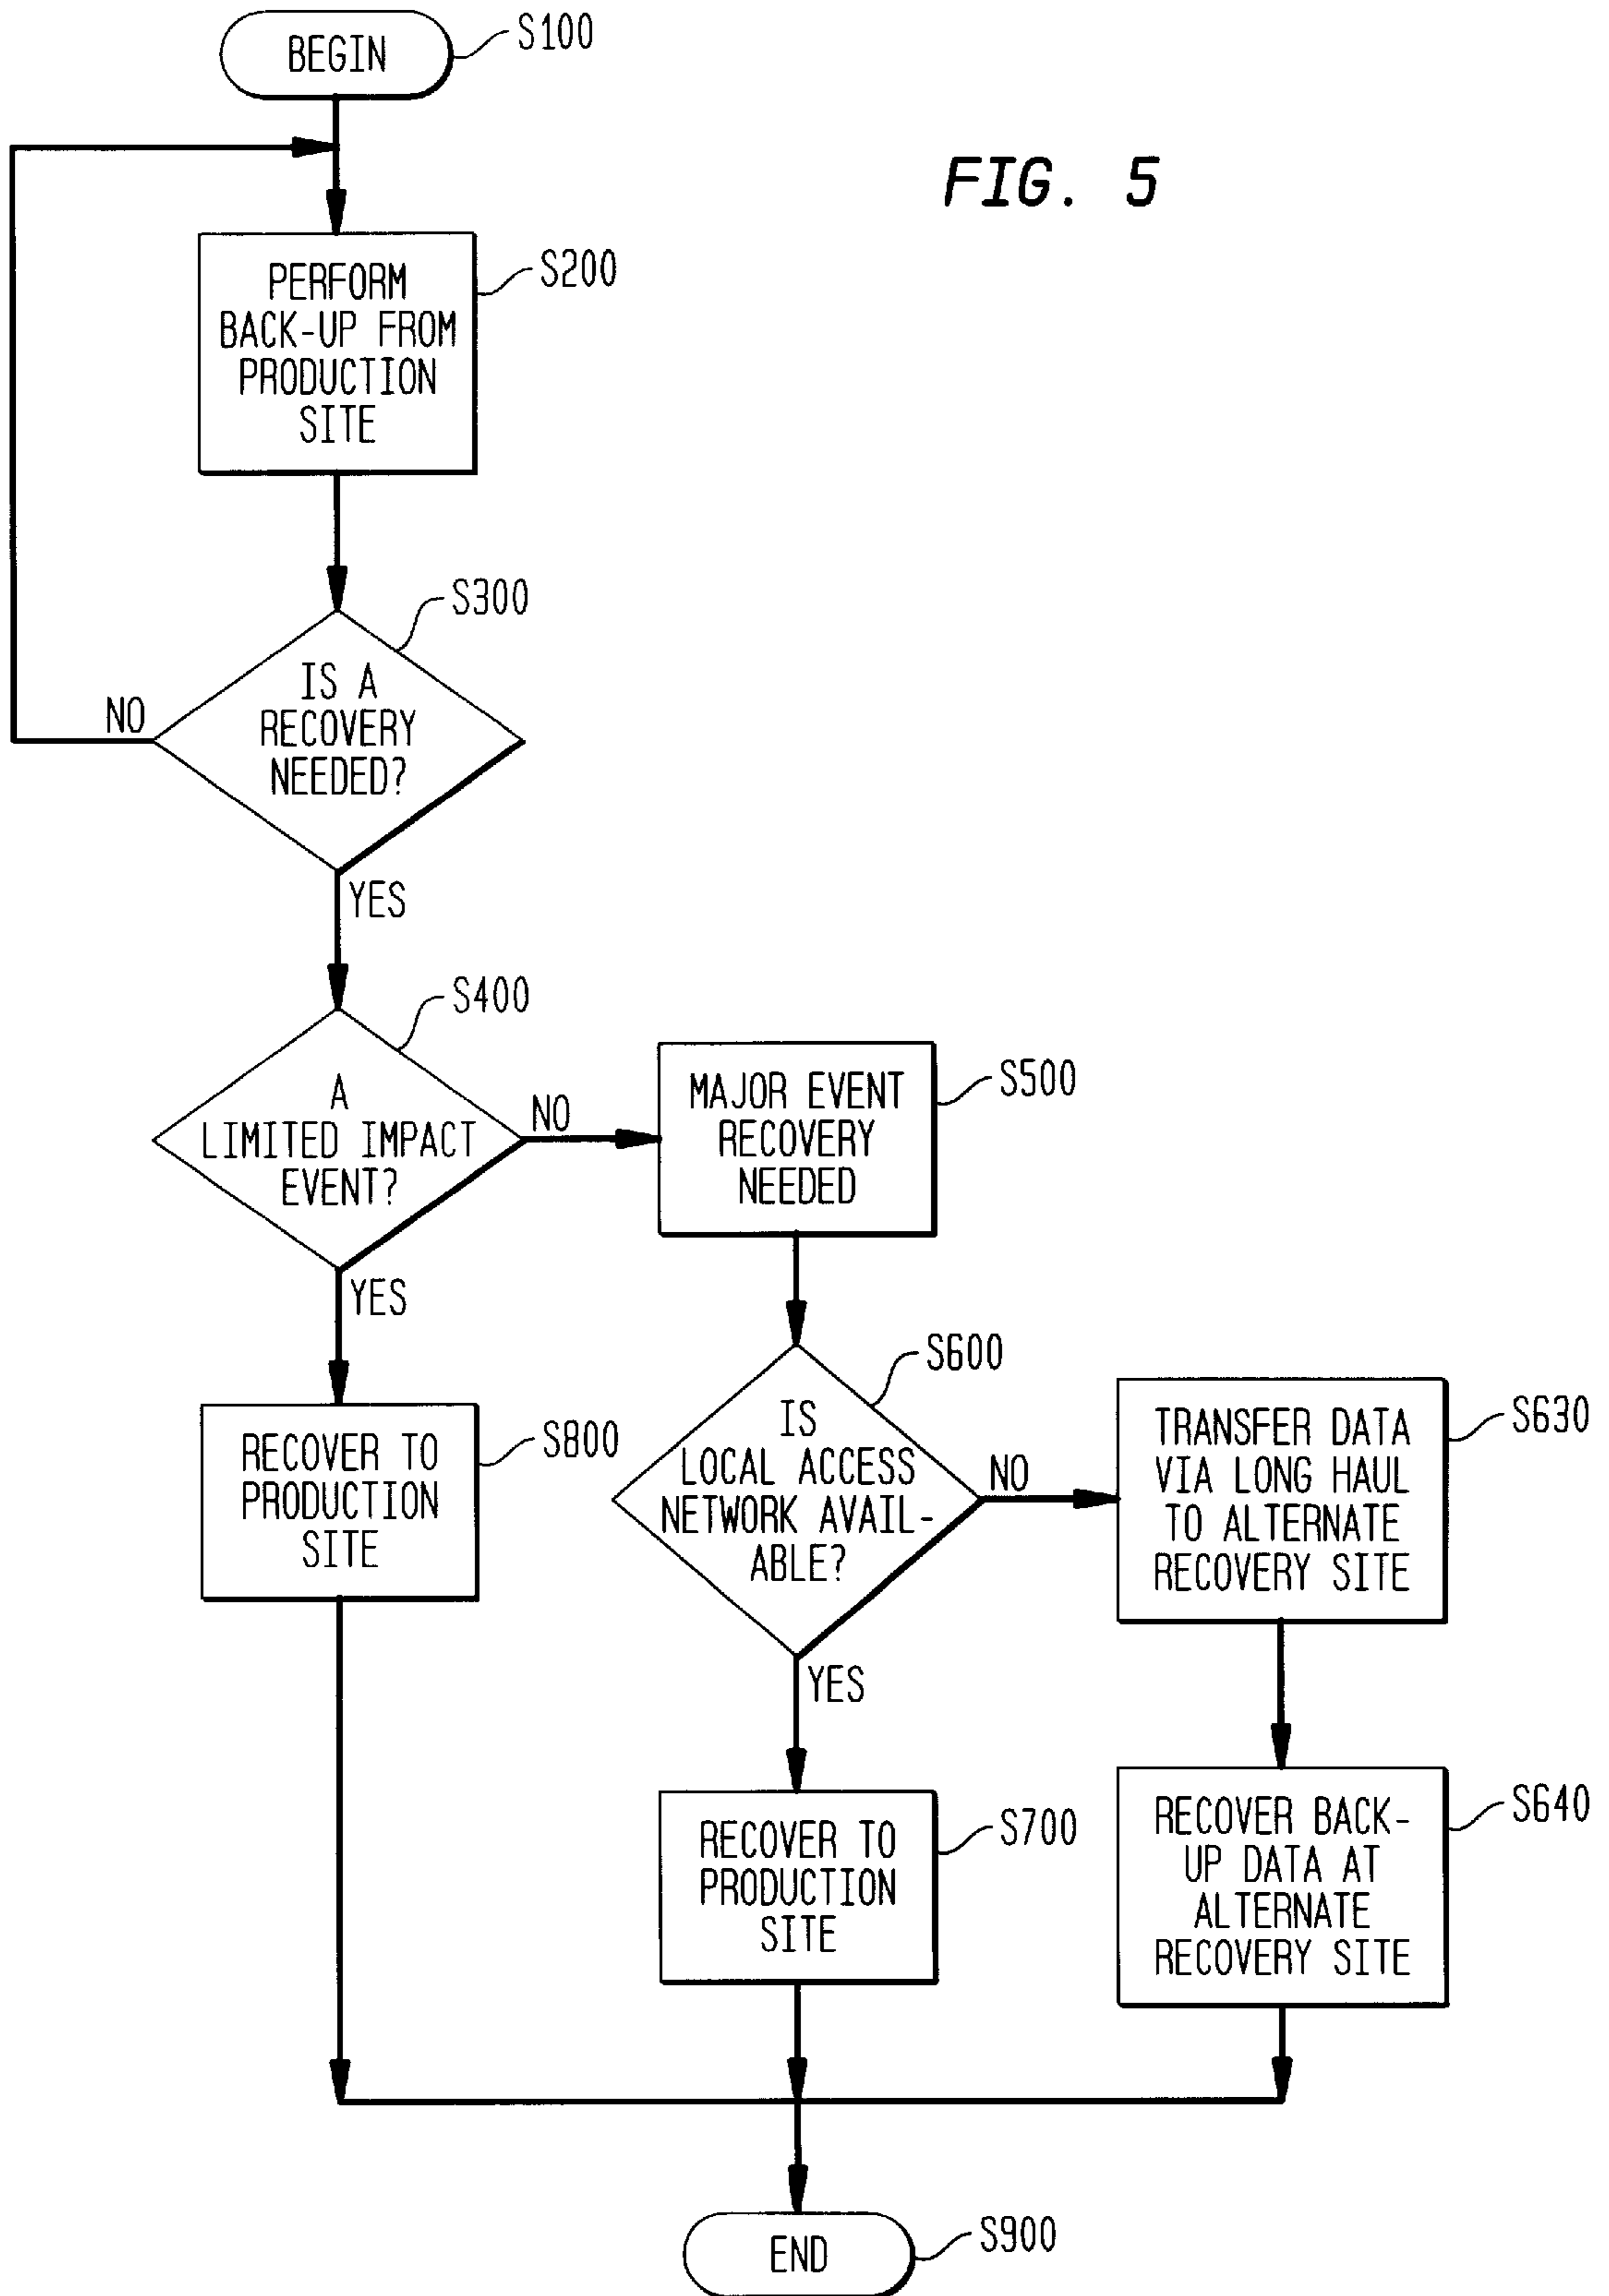 BEGIN
S100
FIG. 5
PERFORM
BACK-UP FROM
PRODUCTION
SITE
S200
S300
IS A
RECOVERY
NEEDED?
NO
YES
S400
A
LIMITED IMPACT
EVENT?
NO
YES
MAJOR EVENT
RECOVERY
NEEDED
S500
S600
IS
LOCAL ACCESS
NETWORK AVAIL-
ABLE?
NO
YES
RECOVER TO
PRODUCTION
SITE
S800
TRANSFER DATA
VIA LONG HAUL
TO ALTERNATE
RECOVERY SITE
S630
RECOVER TO
PRODUCTION
SITE
S700
RECOVER BACK-
UP DATA AT
ALTERNATE
RECOVERY SITE
S640
END
S900